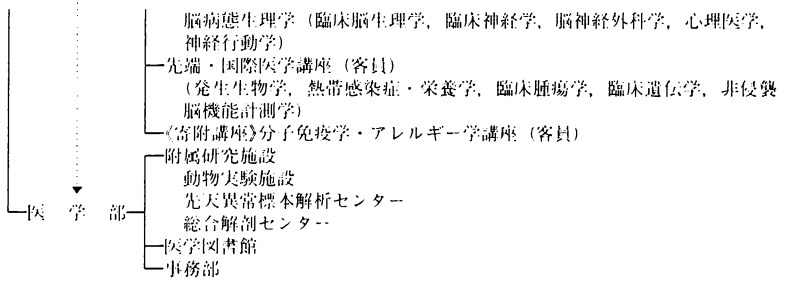 脳病態生理学（臨床脳生理学，臨床神経学，脳神経外科学，心理医学，
神経行動学）
先端・国際医学講座（客員）
（発生生物学，熱帯感染症・栄養学，臨床腫瘍学，臨床遺伝学，非侵襲
脳機能計測学）
《寄附講座》分子免疫学・アレルギー学講座（客員）
附属研究施設
動物実験施設
先天異常標本解析センター
総合解剖センター
医学部
医学図書館
事務部